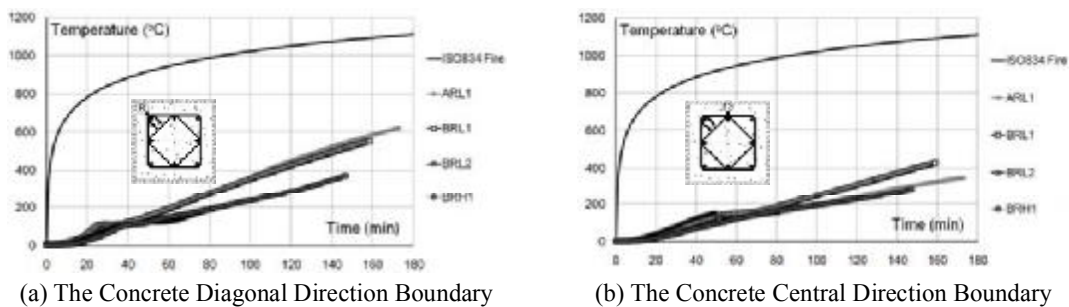 1200
Temperature (°C)
1000
800
600
400
200
0
0 20 40 60 80 100 120 140 160 180
Time (min)
ISO834 Fire
ARL1
BRL1
BRL2
BRH1
R
(a) The Concrete Diagonal Direction Boundary
1200
Temperature (°C)
1000
800
600
400
200
0
0 20 40 60 80 100 120 140 160 180
Time (min)
ISO834 Fire
ARL1
BRL1
BRL2
BRH1
(b) The Concrete Central Direction Boundary